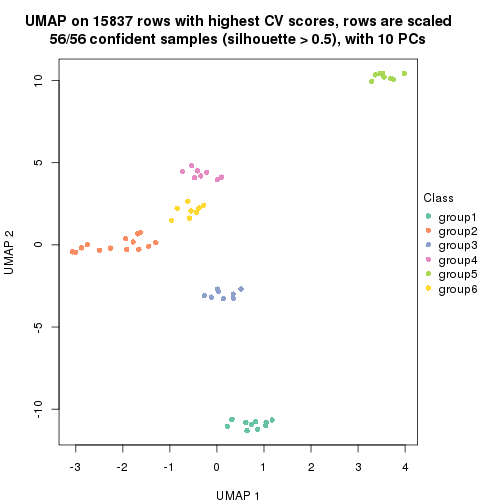 UMAP on 15837 rows with highest CV scores, rows are scaled
56/56 confident samples (silhouette > 0.5), with 10 PCs
10
5
0
-5
-10
UMAP 2
-3
-2
-1
0
1
2
3
4
UMAP 1
Class
group1
group2
group3
group4
group5
group6